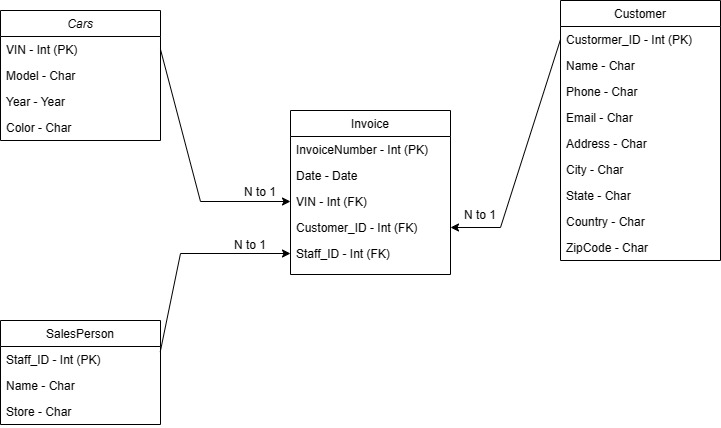 Cars
VIN - Int (PK)
Model - Char
Year - Year
Color - Char
Customer
Custormer_ID - Int (PK)
Name - Char
Phone - Char
Email - Char
Address - Char
City - Char
State - Char
Country - Char
ZipCode - Char
Invoice
InvoiceNumber - Int (PK)
Date - Date
VIN - Int (FK)
Customer_ID - Int (FK)
Staff_ID - Int (FK)
N to 1
N to 1
N to 1
SalesPerson
Staff_ID - Int (PK)
Name - Char
Store - Char